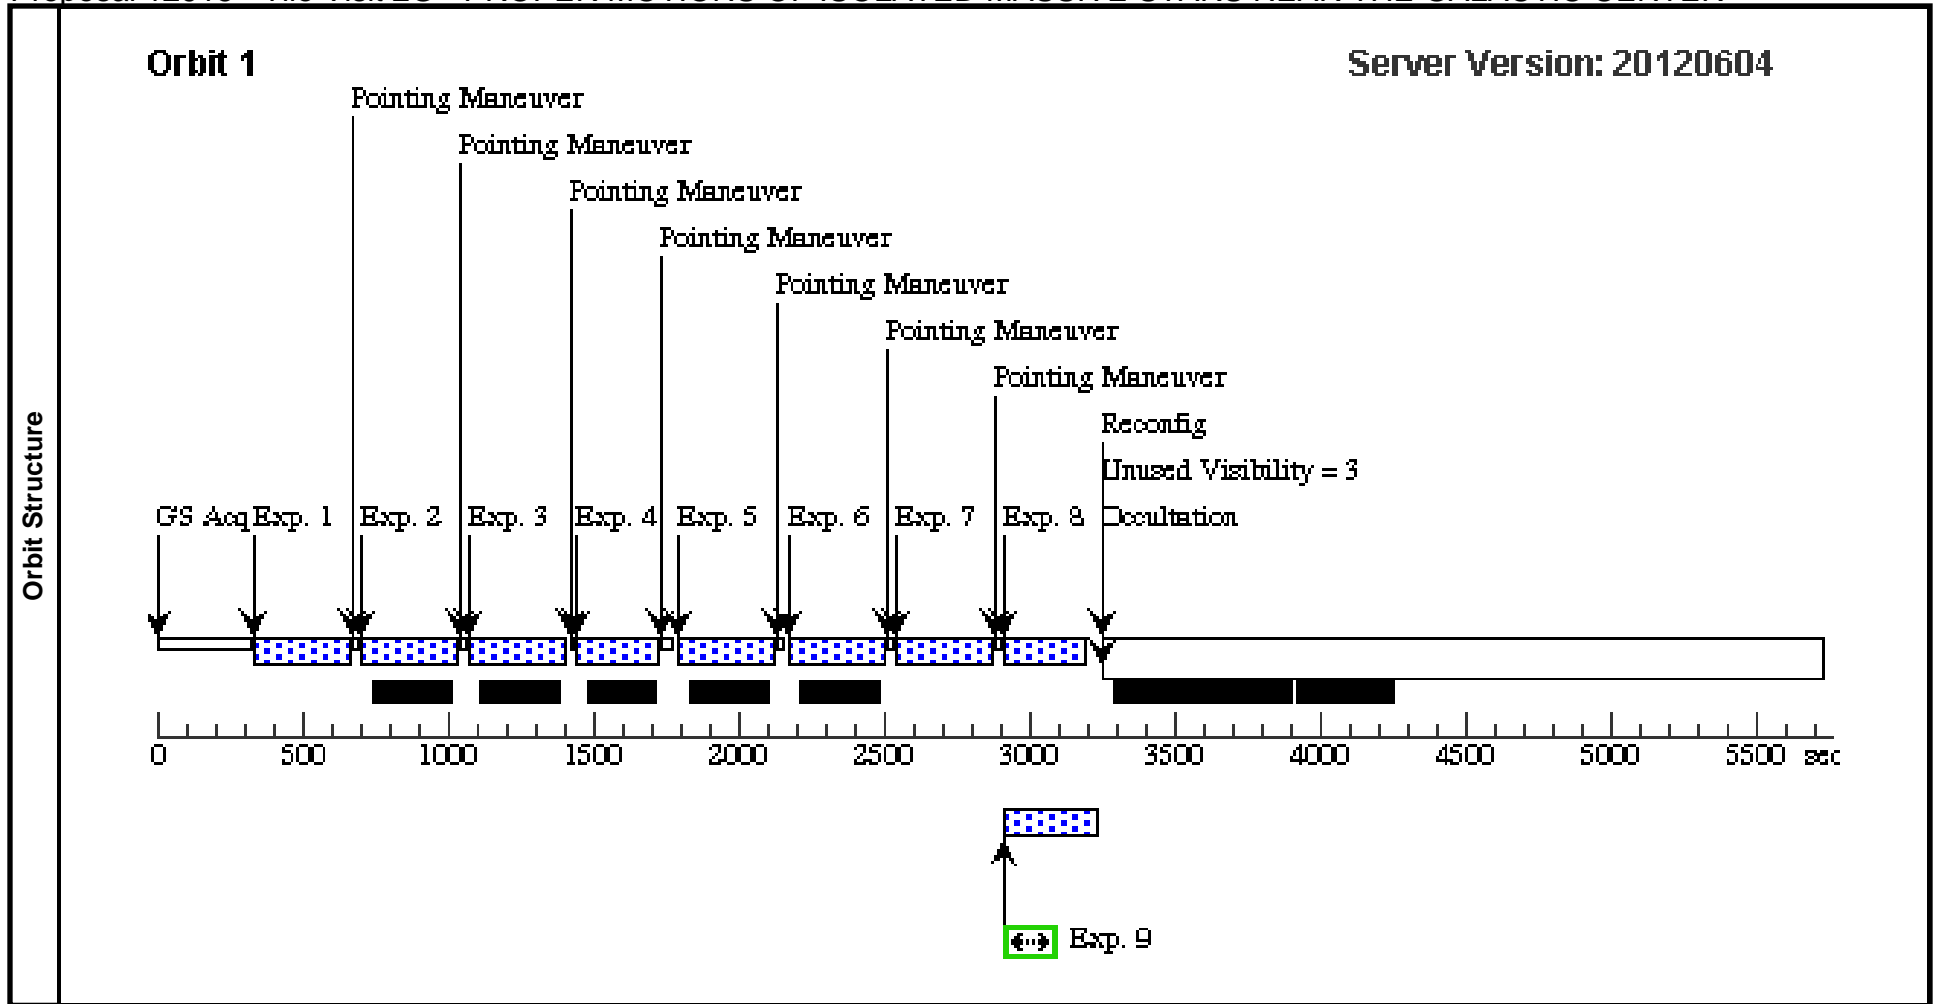 Orbit 1
Server Version: 20120604
Pointing Maneuver
Pointing Maneuver
Pointing Maneuver
Pointing Maneuver
Pointing Maneuver
Pointing Maneuver
Pointing Maneuver
Reconfig
Unused Visibility = 3
GS Acq Exp. 1 Exp. 2 Exp. 3 Exp. 4 Exp. 5 Exp. 6 Exp. 7 Exp. 8 Occultation
Orbit Structure
0 500 1000 1500 2000 2500 3000 3500 4000 4500 5000 5500 sec
Exp. 9